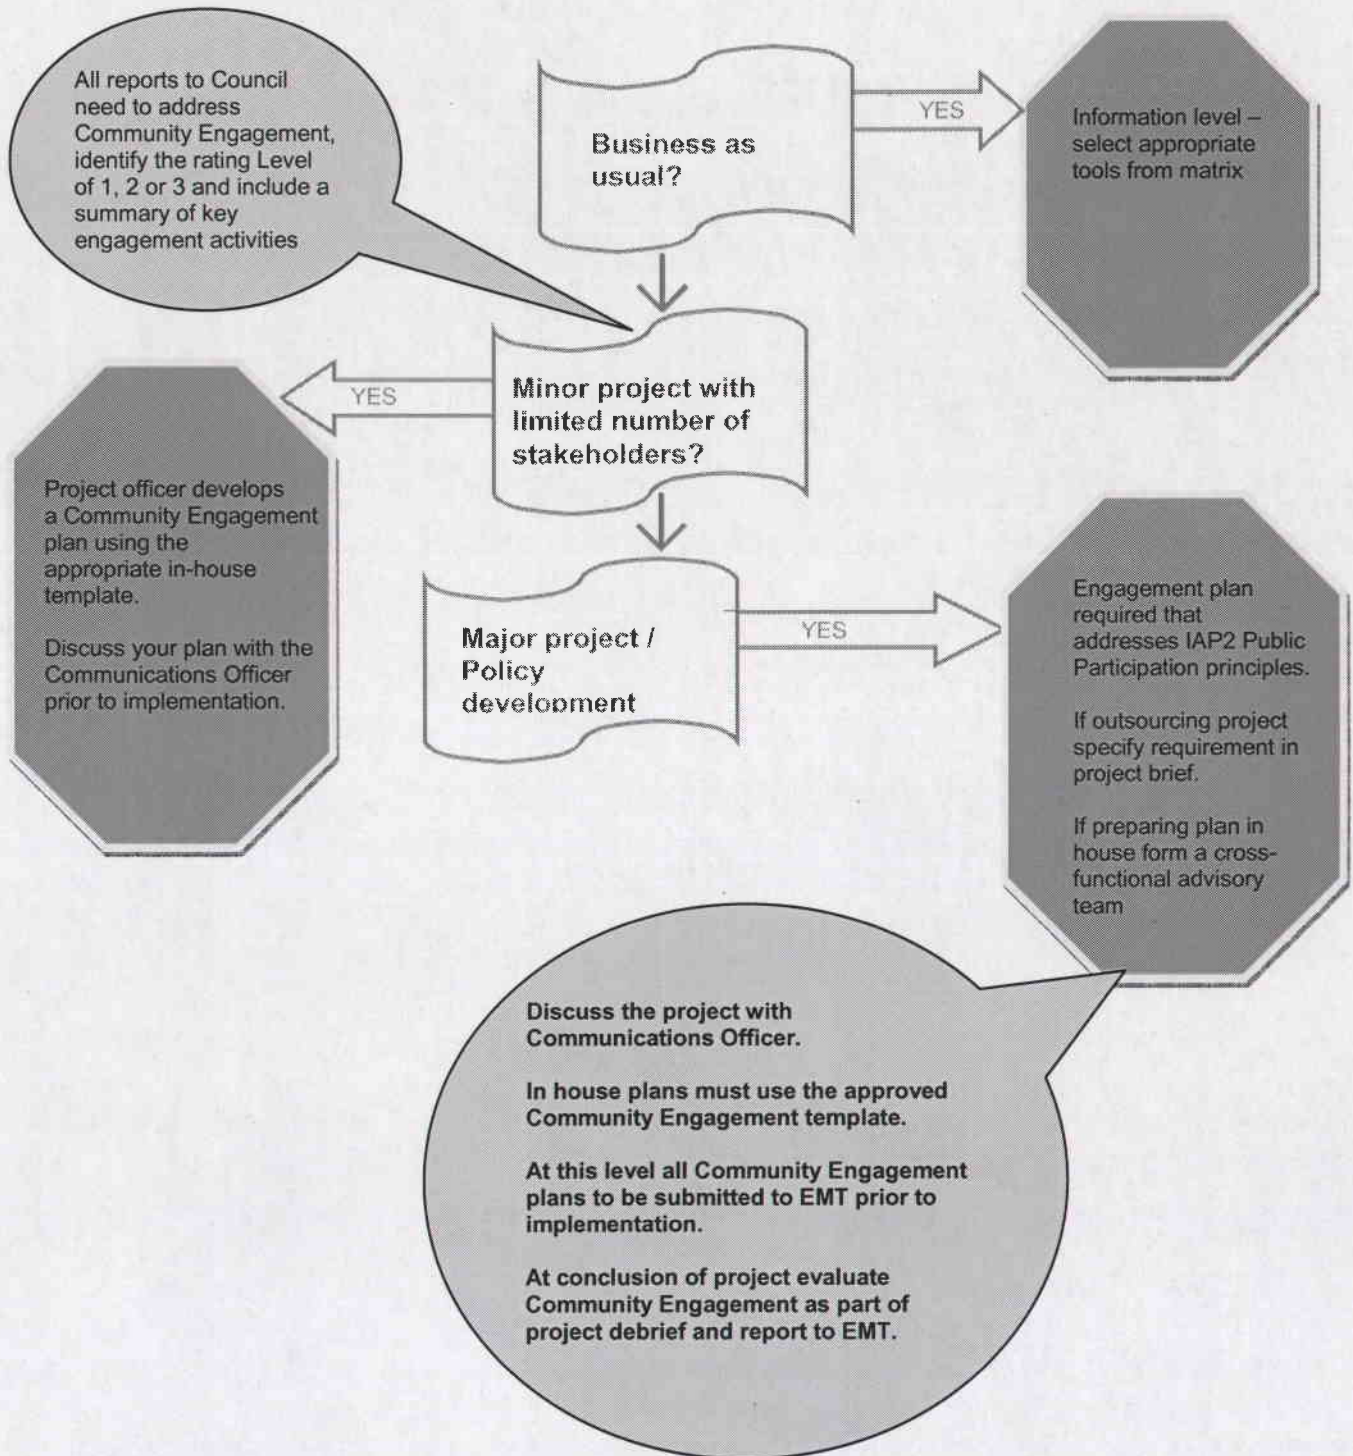 All reports to Council
need to address
Community Engagement,
identify the rating Level
of 1, 2 or 3 and include a
summary of key
engagement activities
Business as
usual?
YES
Information level –
select appropriate
tools from matrix
Minor project with
limited number of
stakeholders?
YES
Project officer develops
a Community Engagement
plan using the
appropriate in-house
template.
Discuss your plan with the
Communications Officer
prior to implementation.
Major project /
Policy
development
YES
Engagement plan
required that
addresses IAP2 Public
Participation principles.
If outsourcing project
specify requirement in
project brief.
If preparing plan in
house form a cross-
functional advisory
team
Discuss the project with
Communications Officer.
In house plans must use the approved
Community Engagement template.
At this level all Community Engagement
plans to be submitted to EMT prior to
implementation.
At conclusion of project evaluate
Community Engagement as part of
project debrief and report to EMT.